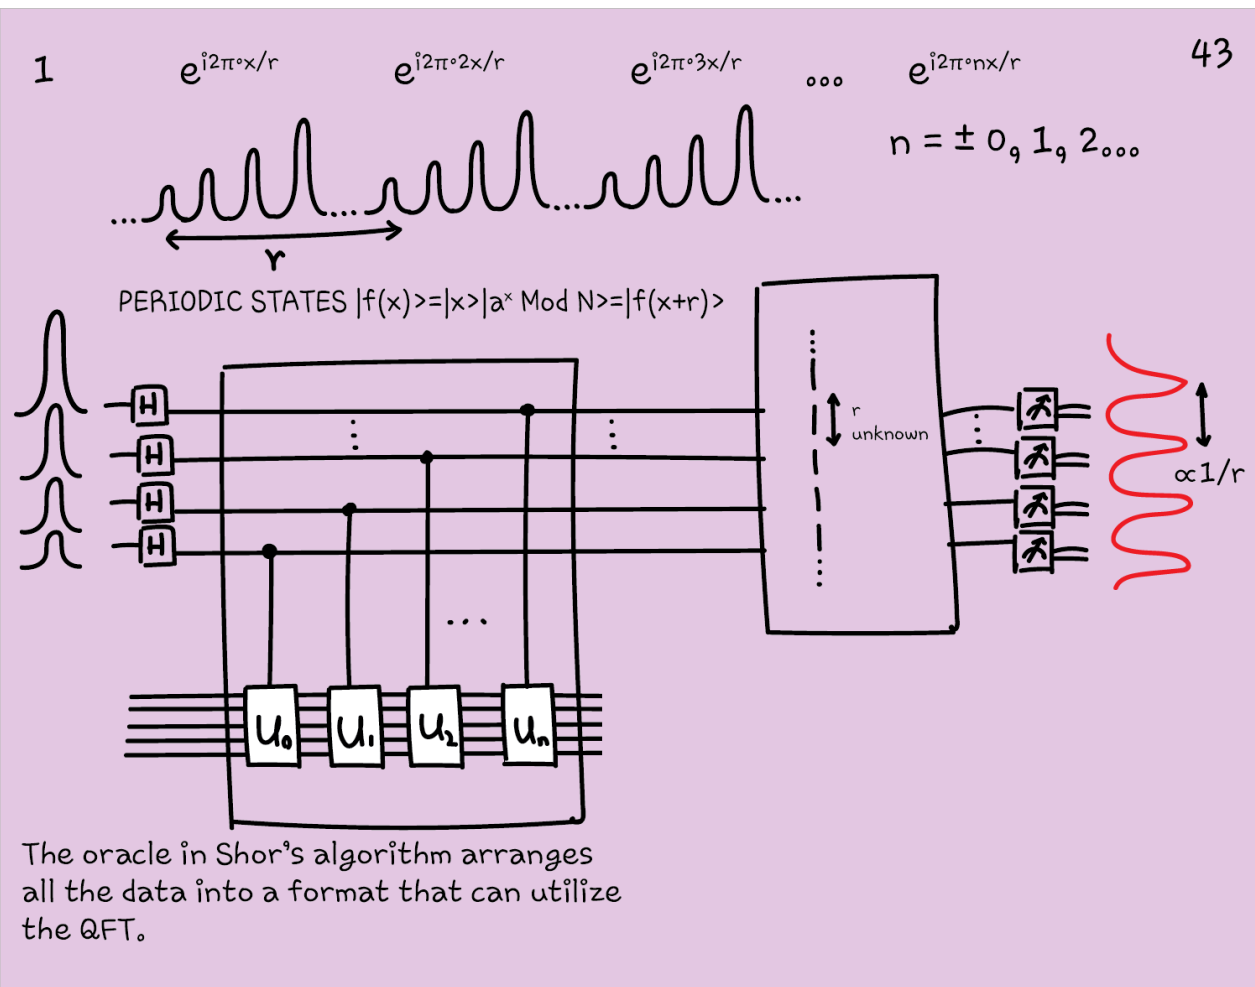 1
43
e^i2π∘x/r e^i2π∘2x/r e^i2π∘3x/r ∘∘∘ e^i2π∘nx/r
n = ± 0, 1, 2...
r
PERIODIC STATES |f(x)>=|x>|aˣ Mod N>=|f(x+r)>
H
H
H
H
r
unknown
∝1/r
U₀ U₁ U₂ Uₙ
The oracle in Shor's algorithm arranges
all the data into a format that can utilize
the QFT.